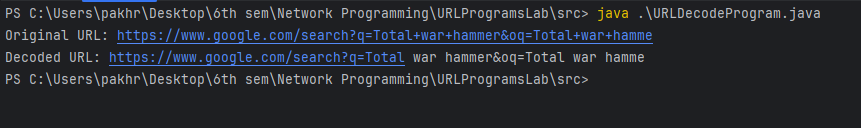 PS C:\Users\pakhr\Desktop\6th sem\Network Programming\URLProgramsLab\src> java .\URLDecodeProgram.java
Original URL: https://www.google.com/search?q=Total+war+hammer&oq=Total+war+hamme
Decoded URL: https://www.google.com/search?q=Total war hammer&oq=Total war hamme
PS C:\Users\pakhr\Desktop\6th sem\Network Programming\URLProgramsLab\src>